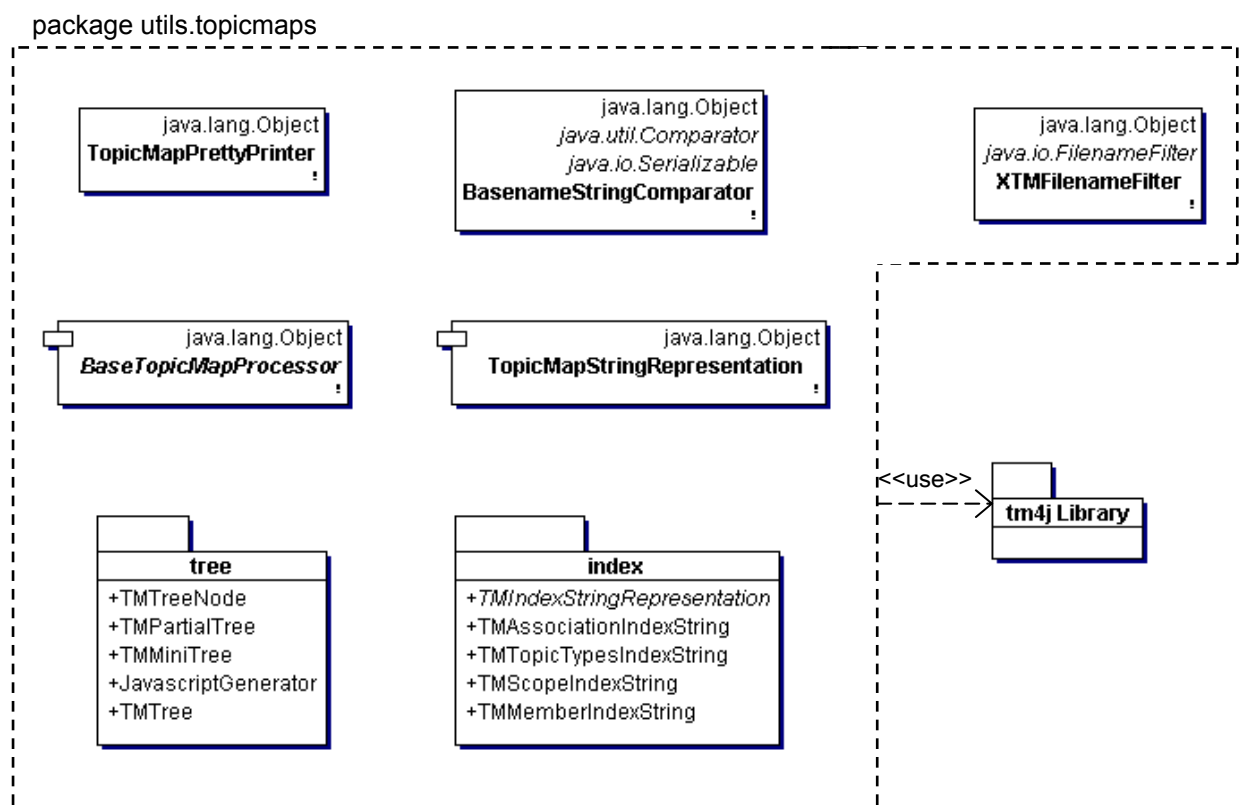 package utils.topicmaps
java.lang.Object
TopicMapPrettyPrinter
!
java.lang.Object
java.util.Comparator
java.io.Serializable
BasenameStringComparator
!
java.lang.Object
java.io.FilenameFilter
XTMFilenameFilter
!
java.lang.Object
BaseTopicMapProcessor
!
java.lang.Object
TopicMapStringRepresentation
!
<<use>>
tm4j Library
tree
+TMTreeNode
+TMPartialTree
+TMMiniTree
+JavascriptGenerator
+TMTree
index
+TMIndexStringRepresentation
+TMAssociationIndexString
+TMTopicTypesIndexString
+TMScopeIndexString
+TMMemberIndexString